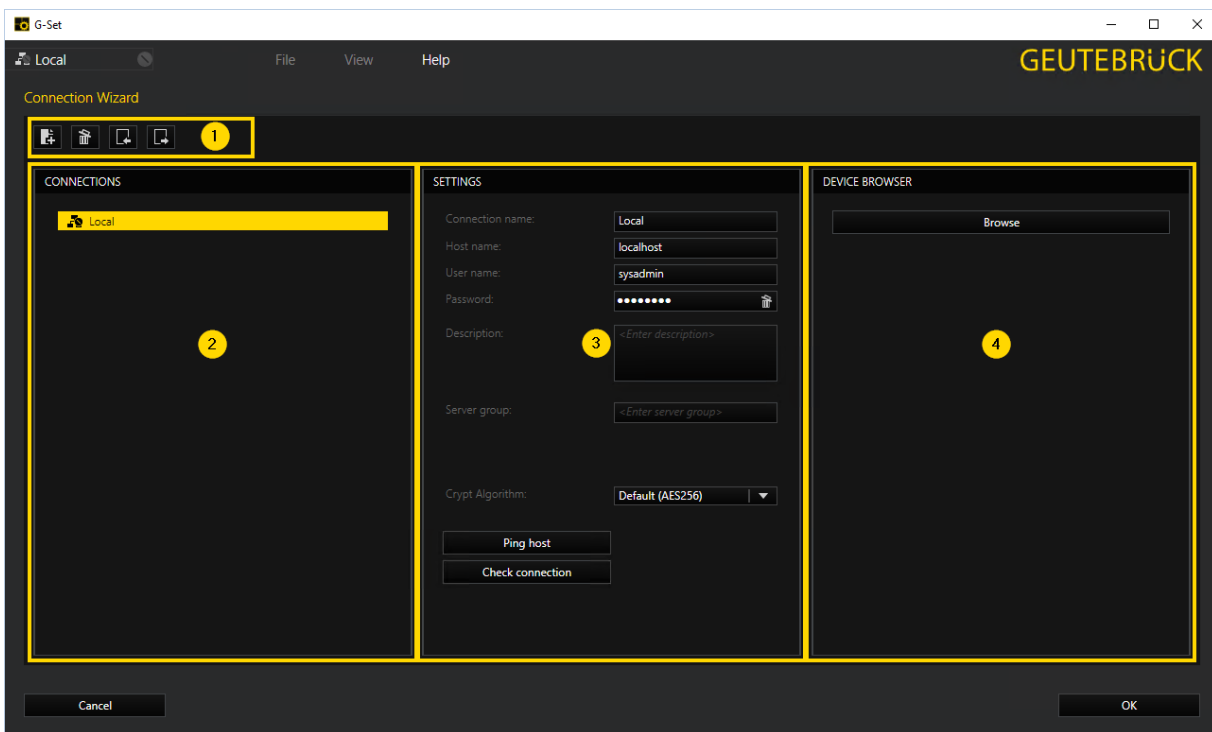 G-Set
Local File View Help GEUTEBRÜCK
Connection Wizard
1
CONNECTIONS SETTINGS DEVICE BROWSER
Local Connection name: Local Browse
Host name: localhost
User name: sysadmin
Password: ••••••••
2 Description: 3 <Enter description> 4
Server group: <Enter server group>
Crypt Algorithm: Default (AES256)
Ping host
Check connection
Cancel OK